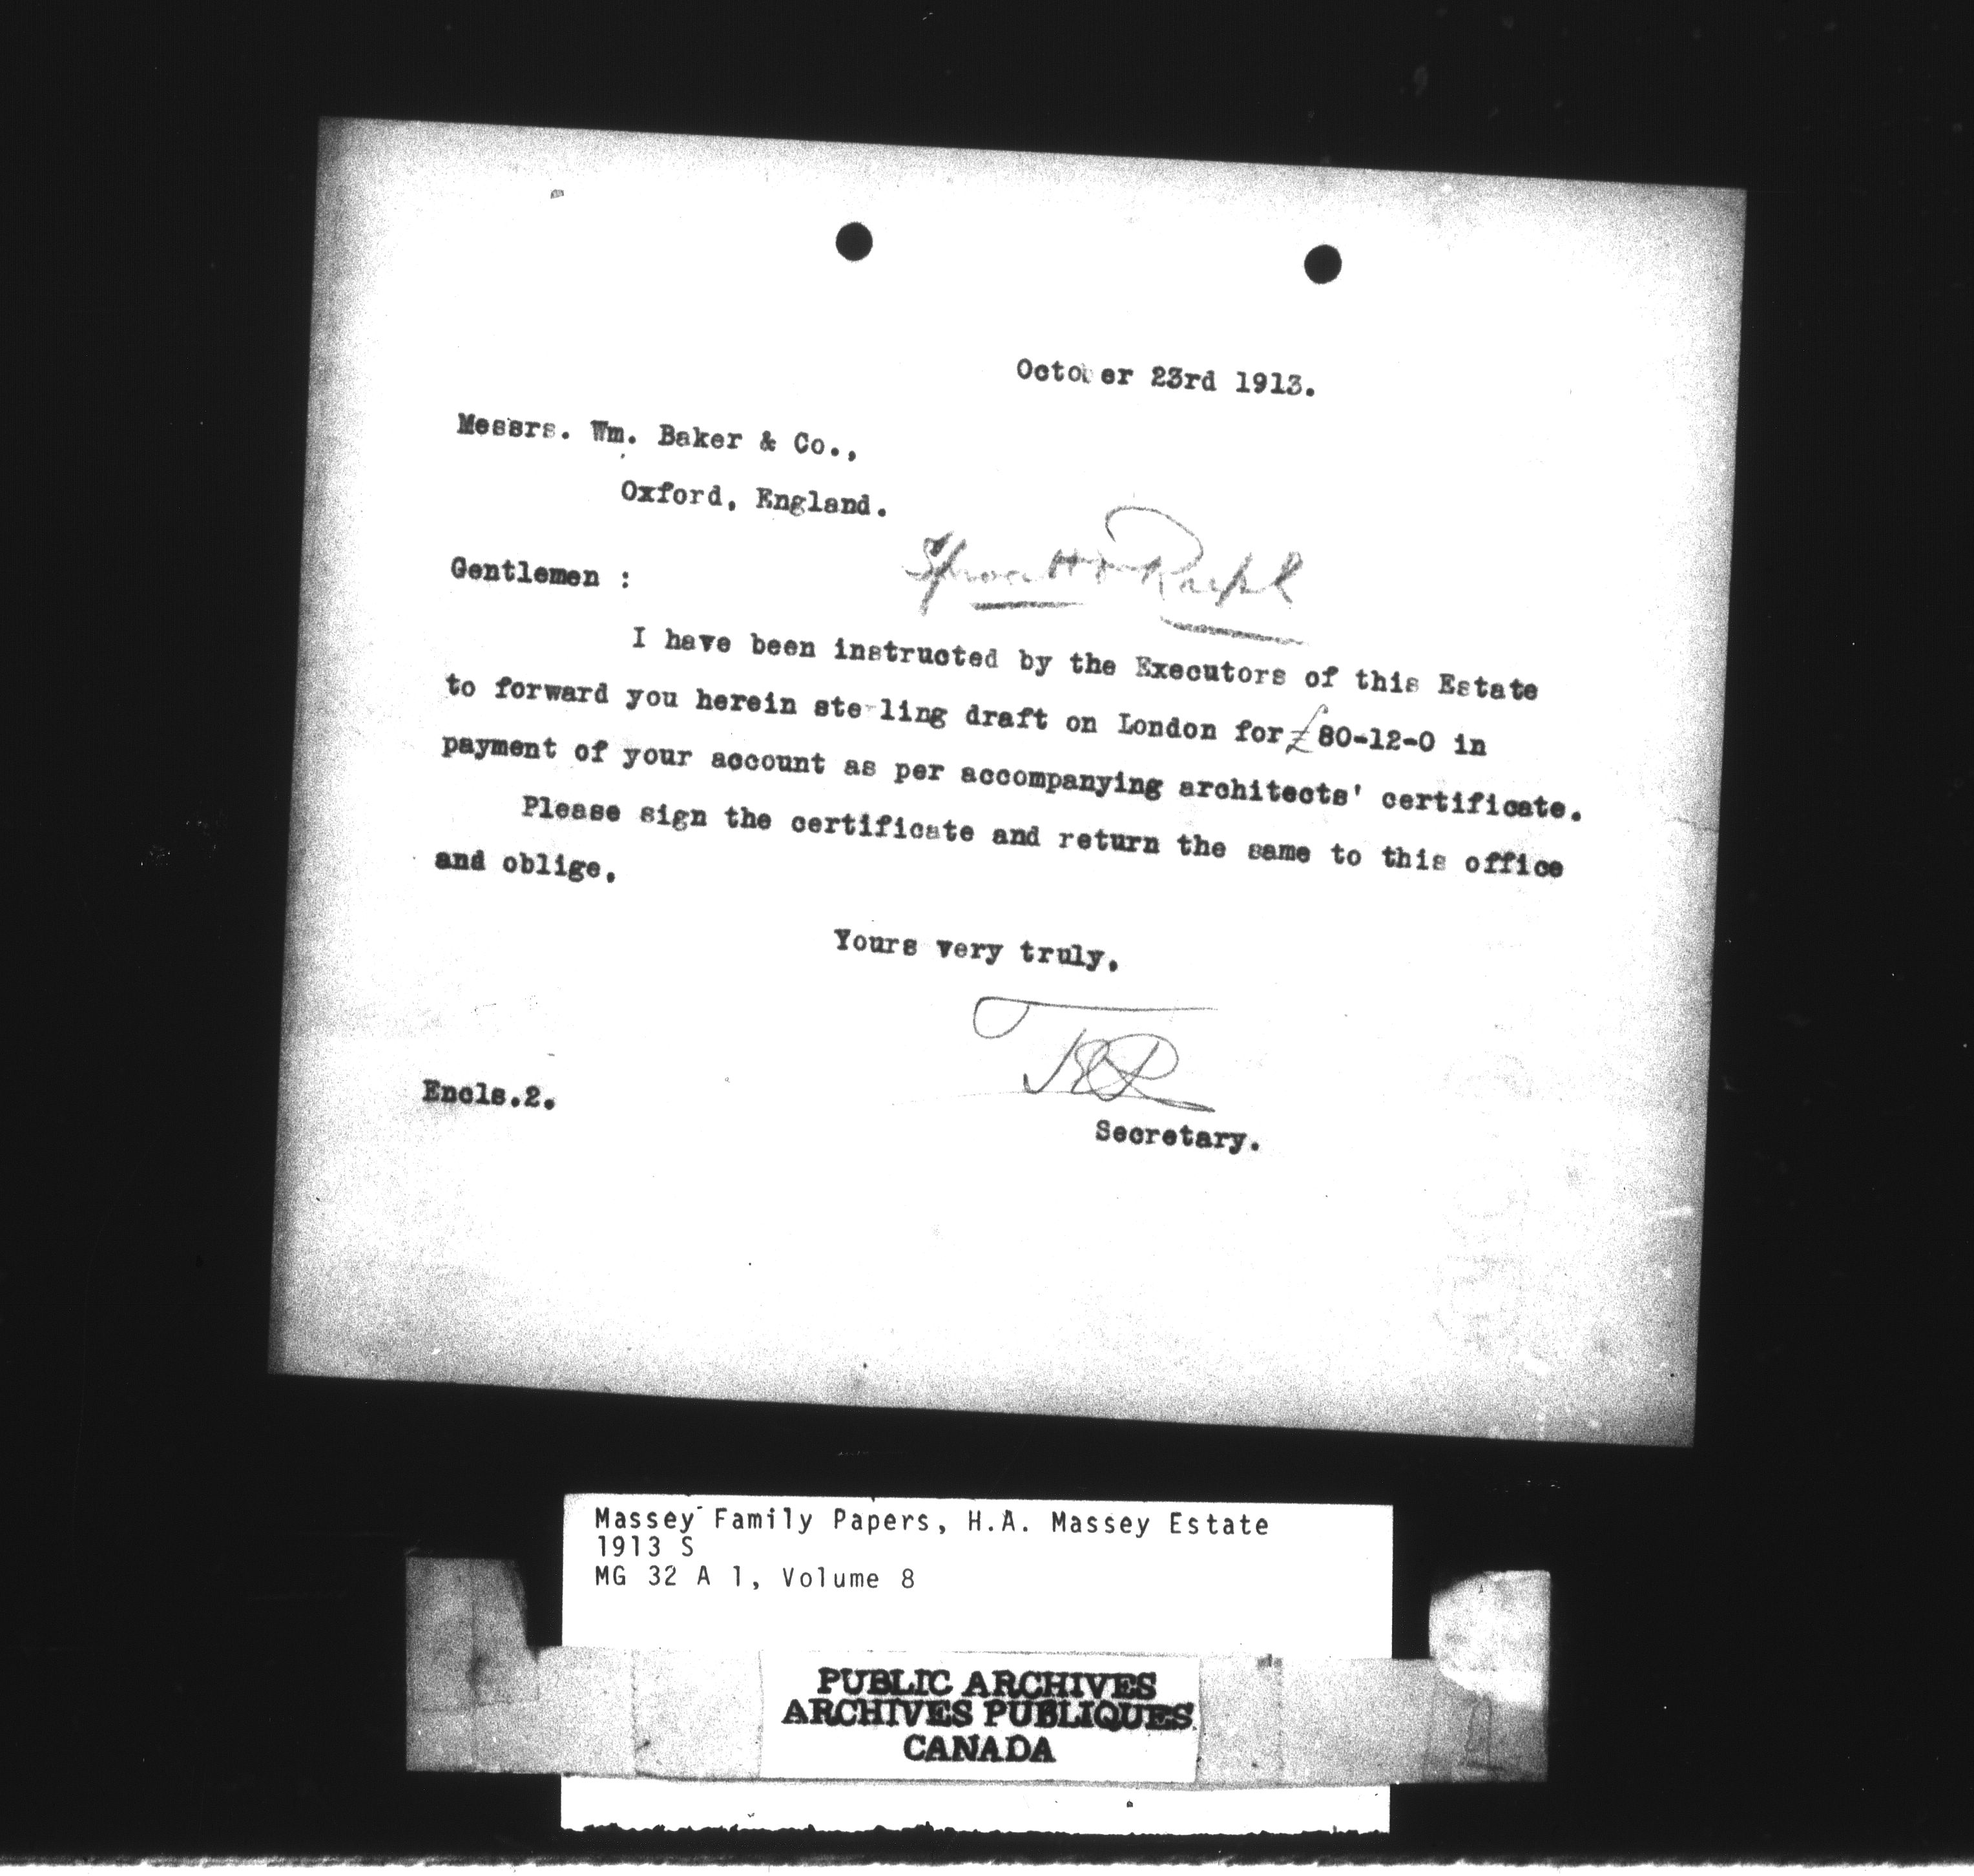 October 23rd 1913.
Messrs. Wm. Baker & Co.,
Oxford, England.
Sproatt & Rolph
Gentlemen :
I have been instructed by the Executors of this Estate
to forward you herein ste ling draft on London for £80-12-0 in
payment of your account as per accompanying architects' certificate.
Please sign the certificate and return the same to this office
and oblige.
Yours very truly.
Encls.2.
Secretary.
Massey Family Papers, H.A. Massey Estate
1913 S
MG 32 A 1, Volume 8
PUBLIC ARCHIVES
ARCHIVES PUBLIQUES
CANADA